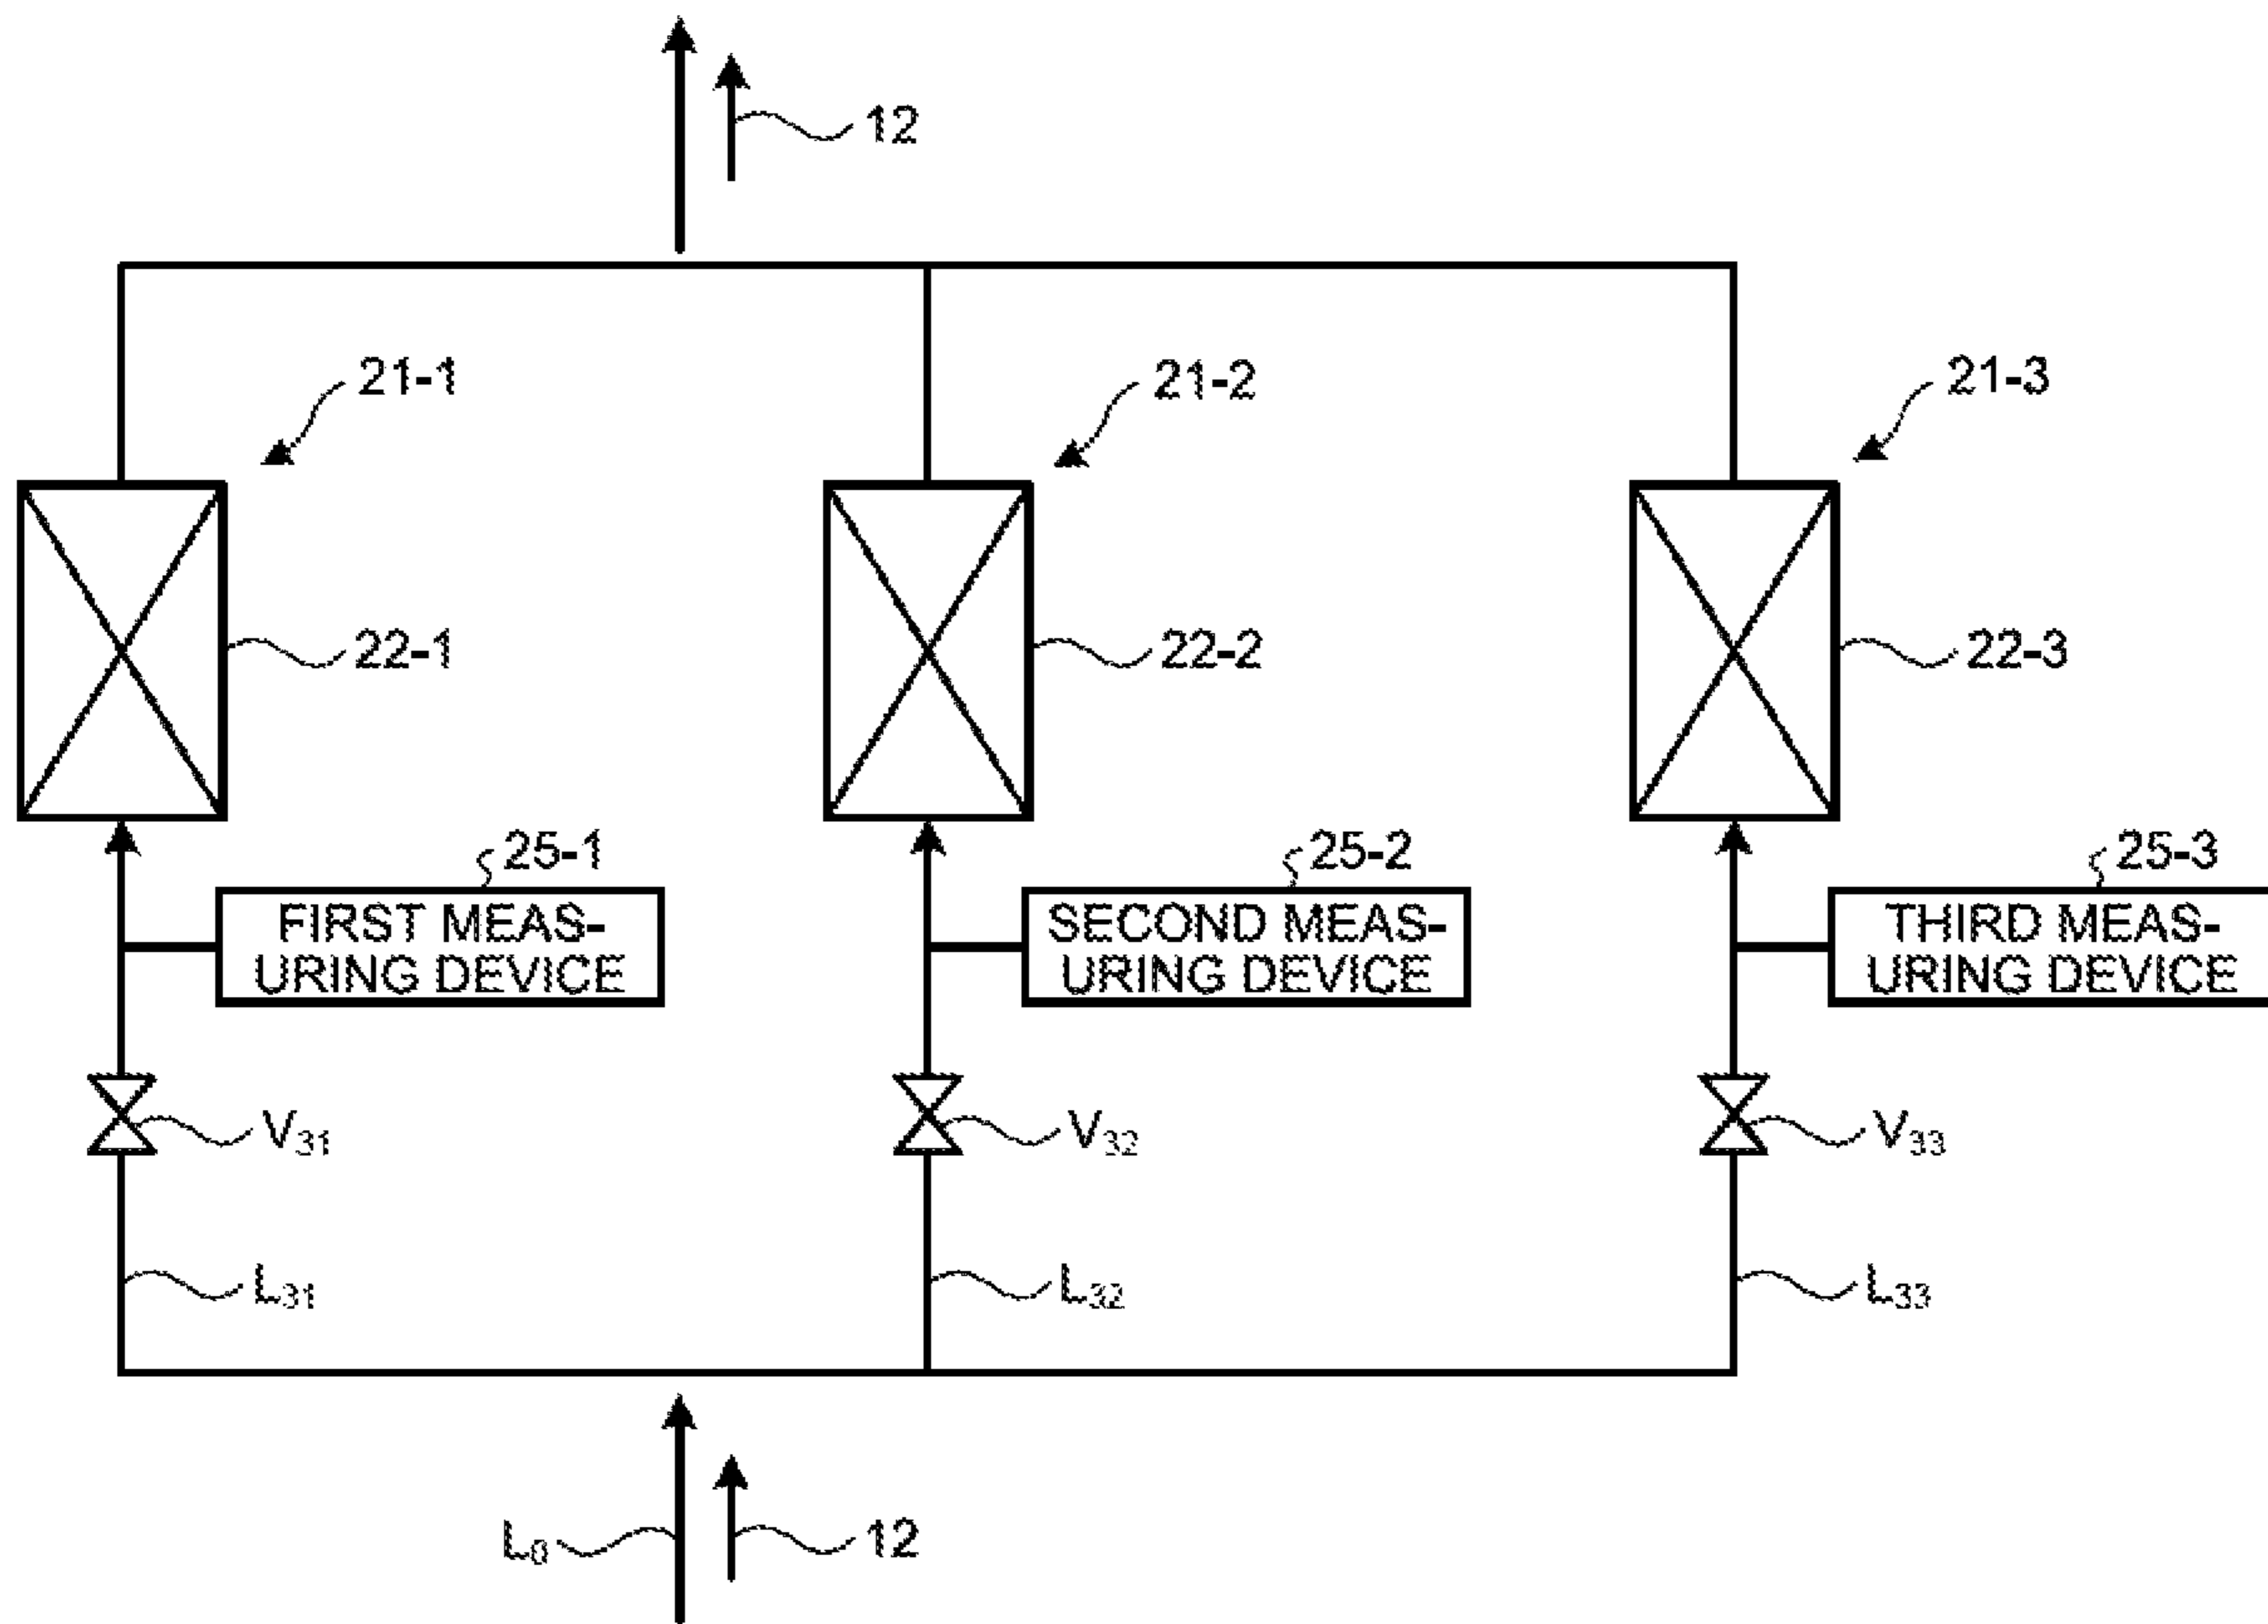 12
21-1
21-2
21-3
22-1
22-2
22-3
25-1
25-2
25-3
FIRST MEAS-
URING DEVICE
SECOND MEAS-
URING DEVICE
THIRD MEAS-
URING DEVICE
V31
V32
V33
L31
L32
L33
L0
12